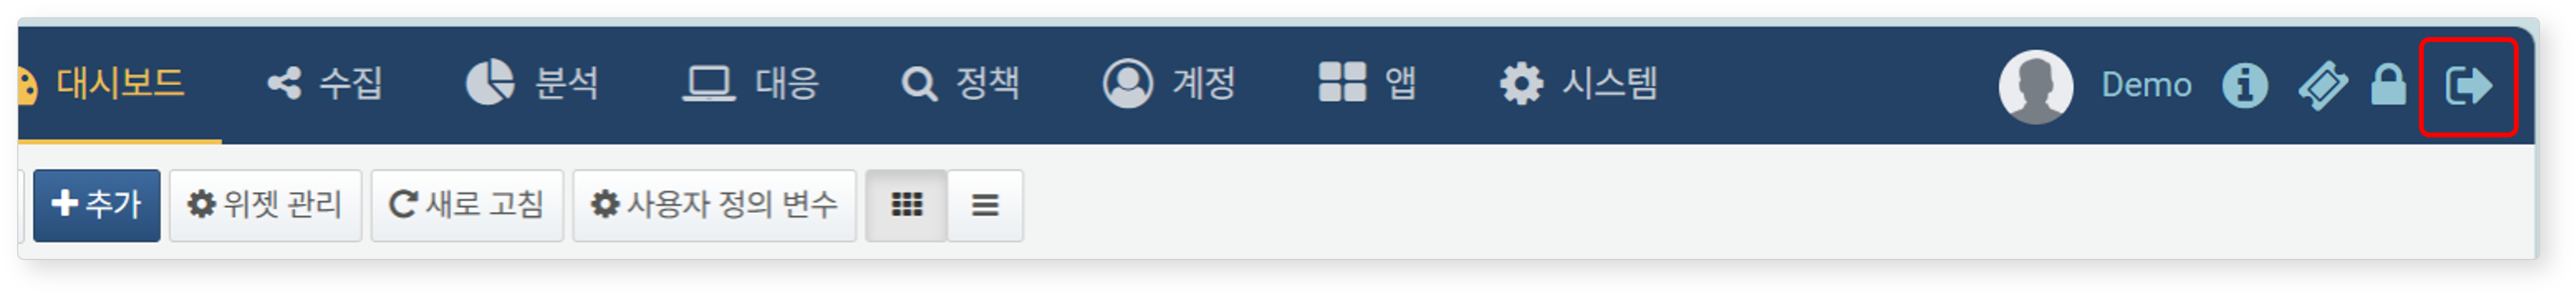 대시보드 수집 분석 대응 정책 계정 앱 시스템 Demo
추가 위젯 관리 새로 고침 사용자 정의 변수